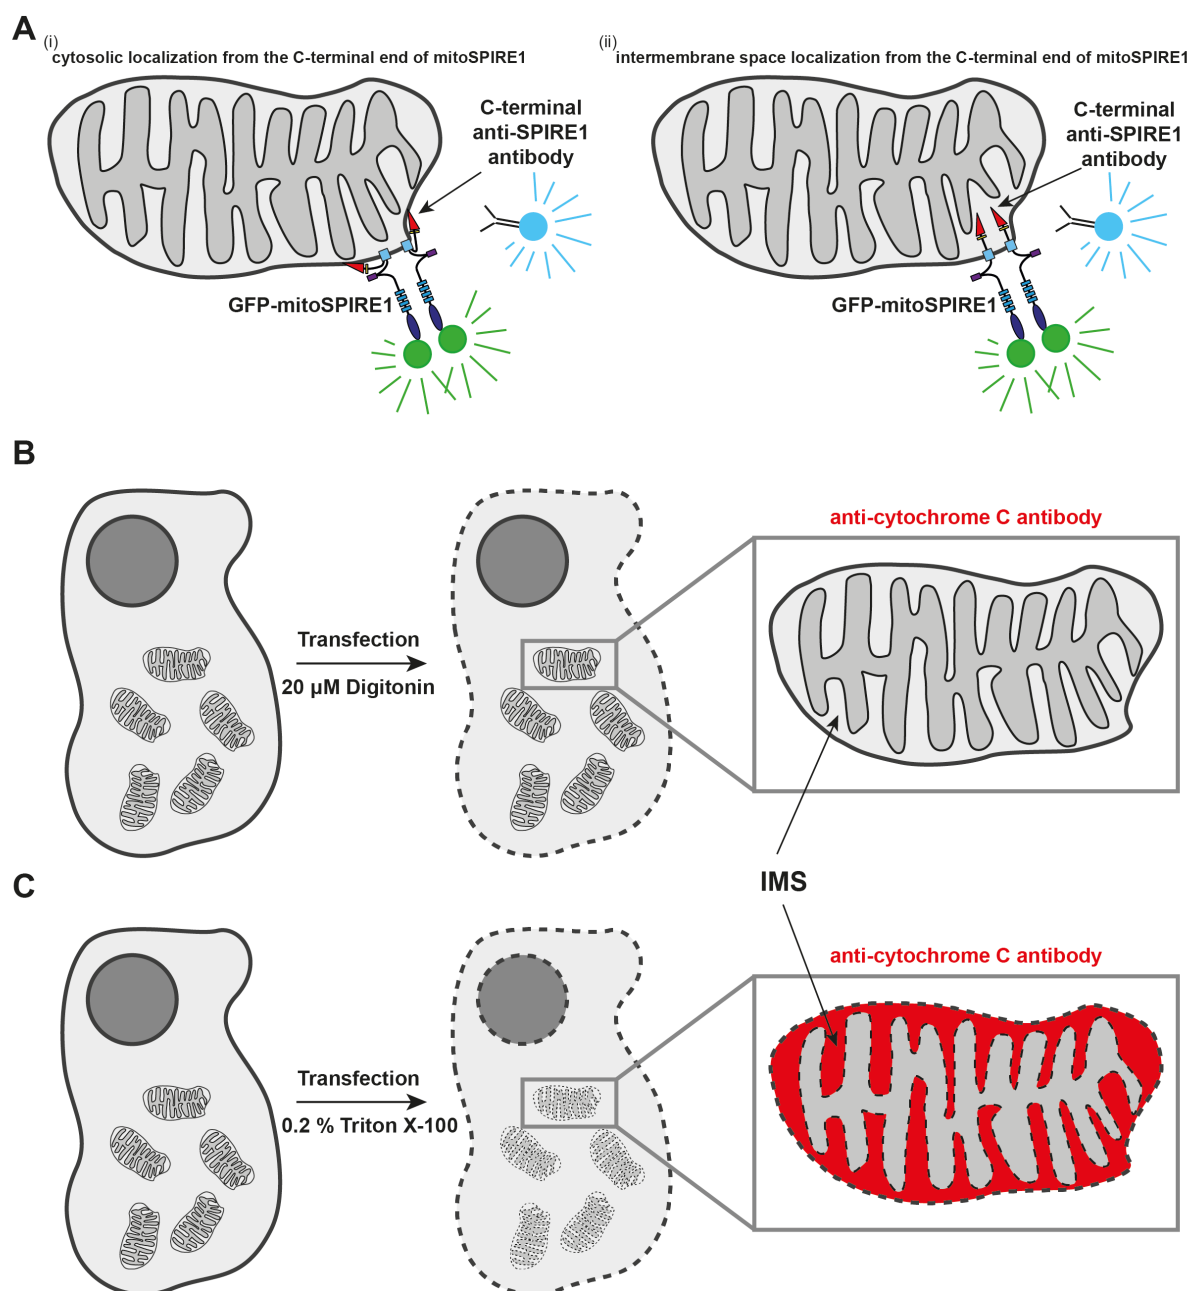 A
(i)
cytosolic localization from the C-terminal end of mitoSPIRE1
(ii)
intermembrane space localization from the C-terminal end of mitoSPIRE1
C-terminal
anti-SPIRE1
antibody
GFP-mitoSPIRE1
C-terminal
anti-SPIRE1
antibody
GFP-mitoSPIRE1
B
Transfection
20 µM Digitonin
anti-cytochrome C antibody
IMS
C
Transfection
0.2 % Triton X-100
anti-cytochrome C antibody